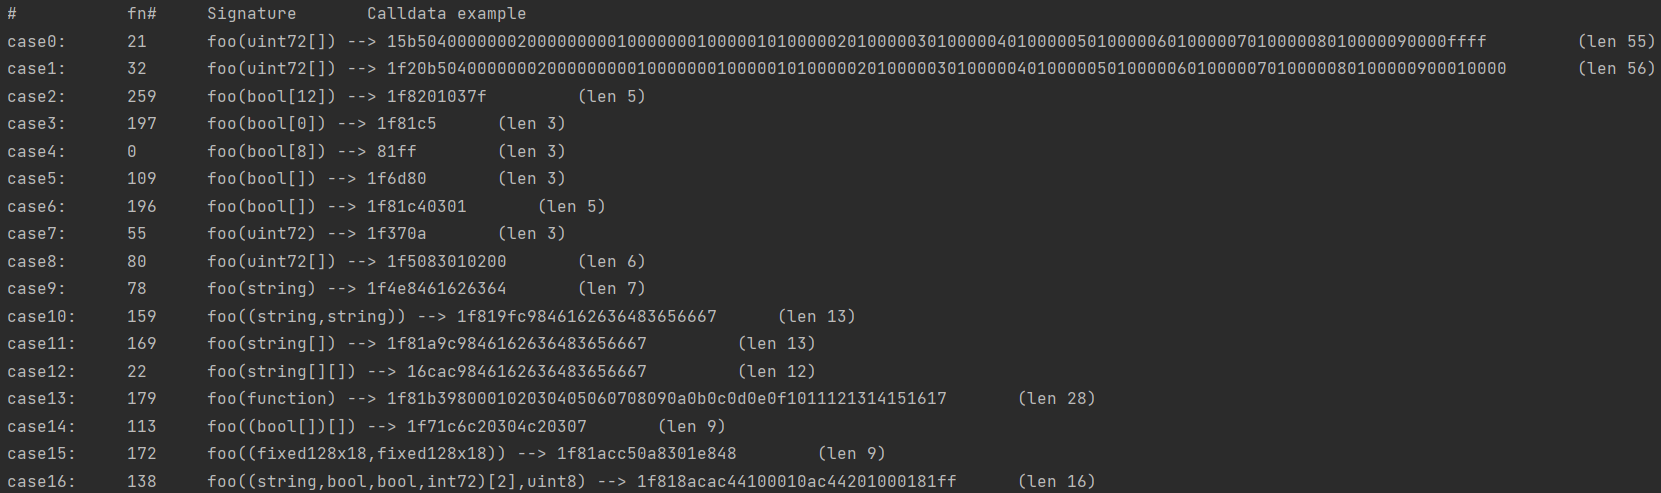 # fn# Signature Calldata example
case0: 21 foo(uint72[]) --> 15b5040000000200000000010000000100000101000002010000030100000401000005010000060100000701000008010000090000ffff (len 55)
case1: 32 foo(uint72[]) --> 1f20b50400000002000000000100000001000001010000020100000301000004010000050100000601000007010000080100000900010000 (len 56)
case2: 259 foo(bool[12]) --> 1f8201037f (len 5)
case3: 197 foo(bool[0]) --> 1f81c5 (len 3)
case4: 0 foo(bool[8]) --> 81ff (len 3)
case5: 109 foo(bool[]) --> 1f6d80 (len 3)
case6: 196 foo(bool[]) --> 1f81c40301 (len 5)
case7: 55 foo(uint72) --> 1f370a (len 3)
case8: 80 foo(uint72[]) --> 1f5083010200 (len 6)
case9: 78 foo(string) --> 1f4e8461626364 (len 7)
case10: 159 foo((string,string)) --> 1f819fc9846162636483656667 (len 13)
case11: 169 foo(string[]) --> 1f81a9c9846162636483656667 (len 13)
case12: 22 foo(string[][]) --> 16cac9846162636483656667 (len 12)
case13: 179 foo(function) --> 1f81b398000102030405060708090a0b0c0d0e0f1011121314151617 (len 28)
case14: 113 foo((bool[])[]) --> 1f71c6c20304c20307 (len 9)
case15: 172 foo((fixed128x18,fixed128x18)) --> 1f81acc50a8301e848 (len 9)
case16: 138 foo((string,bool,bool,int72)[2],uint8) --> 1f818acac44100010ac44201000181ff (len 16)